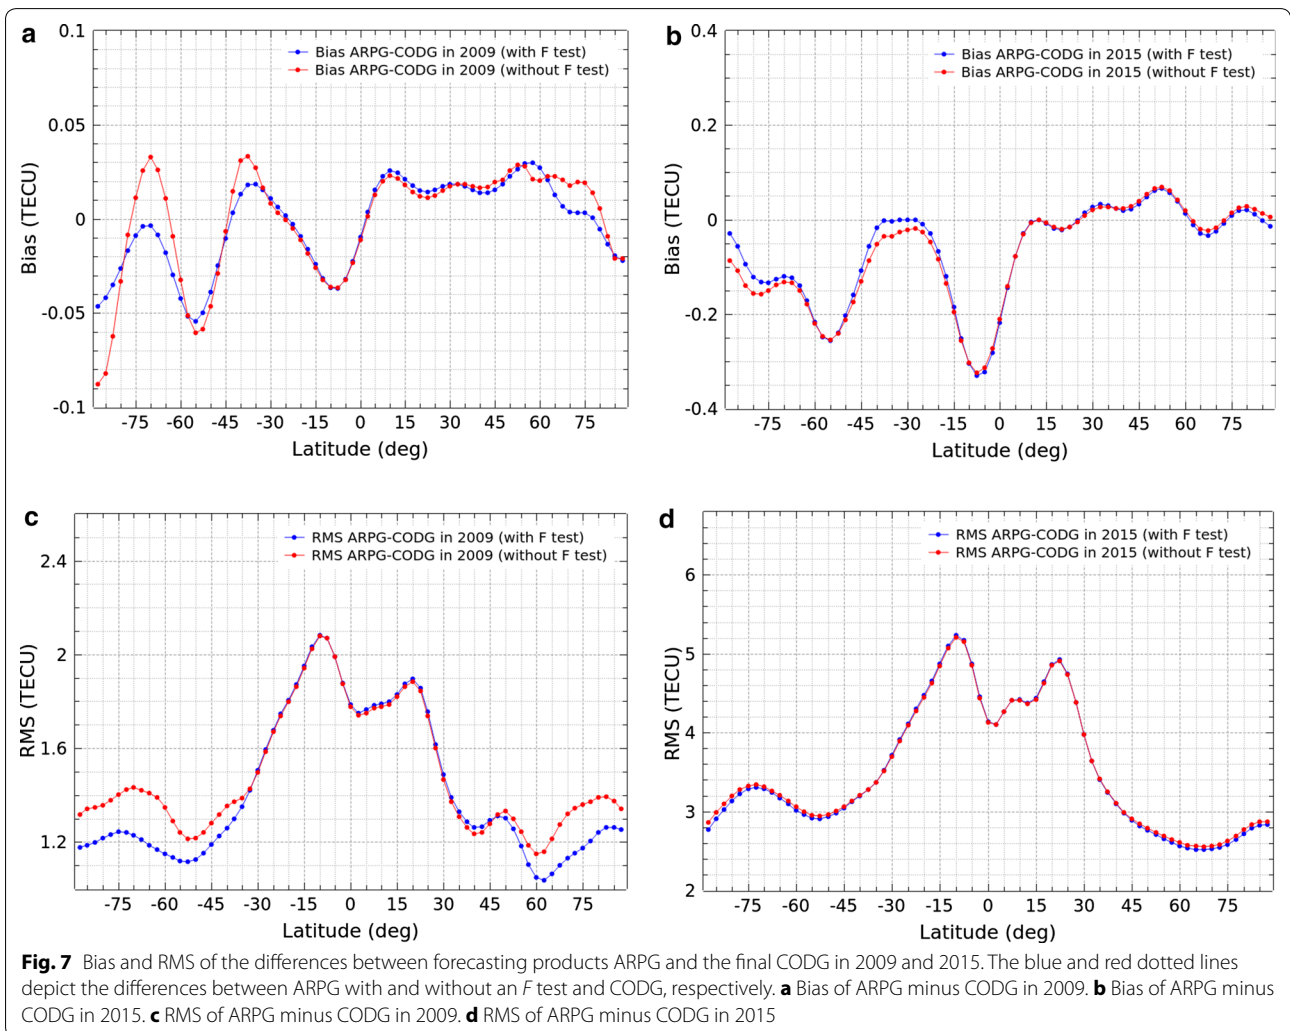 a
Bias ARPG-CODG in 2009 (with F test)
Bias ARPG-CODG in 2009 (without F test)
0.1
0.05
0
-0.05
-0.1
Bias (TECU)
-75 -60 -45 -30 -15 0 15 30 45 60 75
Latitude (deg)
b
Bias ARPG-CODG in 2015 (with F test)
Bias ARPG-CODG in 2015 (without F test)
0.4
0.2
0
-0.2
-0.4
Bias (TECU)
-75 -60 -45 -30 -15 0 15 30 45 60 75
Latitude (deg)
c
RMS ARPG-CODG in 2009 (with F test)
RMS ARPG-CODG in 2009 (without F test)
2.4
2
1.6
1.2
RMS (TECU)
-75 -60 -45 -30 -15 0 15 30 45 60 75
Latitude (deg)
d
RMS ARPG-CODG in 2015 (with F test)
RMS ARPG-CODG in 2015 (without F test)
6
5
4
3
2
RMS (TECU)
-75 -60 -45 -30 -15 0 15 30 45 60 75
Latitude (deg)
Fig. 7 Bias and RMS of the differences between forecasting products ARPG and the final CODG in 2009 and 2015. The blue and red dotted lines
depict the differences between ARPG with and without an F test and CODG, respectively. a Bias of ARPG minus CODG in 2009. b Bias of ARPG minus
CODG in 2015. c RMS of ARPG minus CODG in 2009. d RMS of ARPG minus CODG in 2015